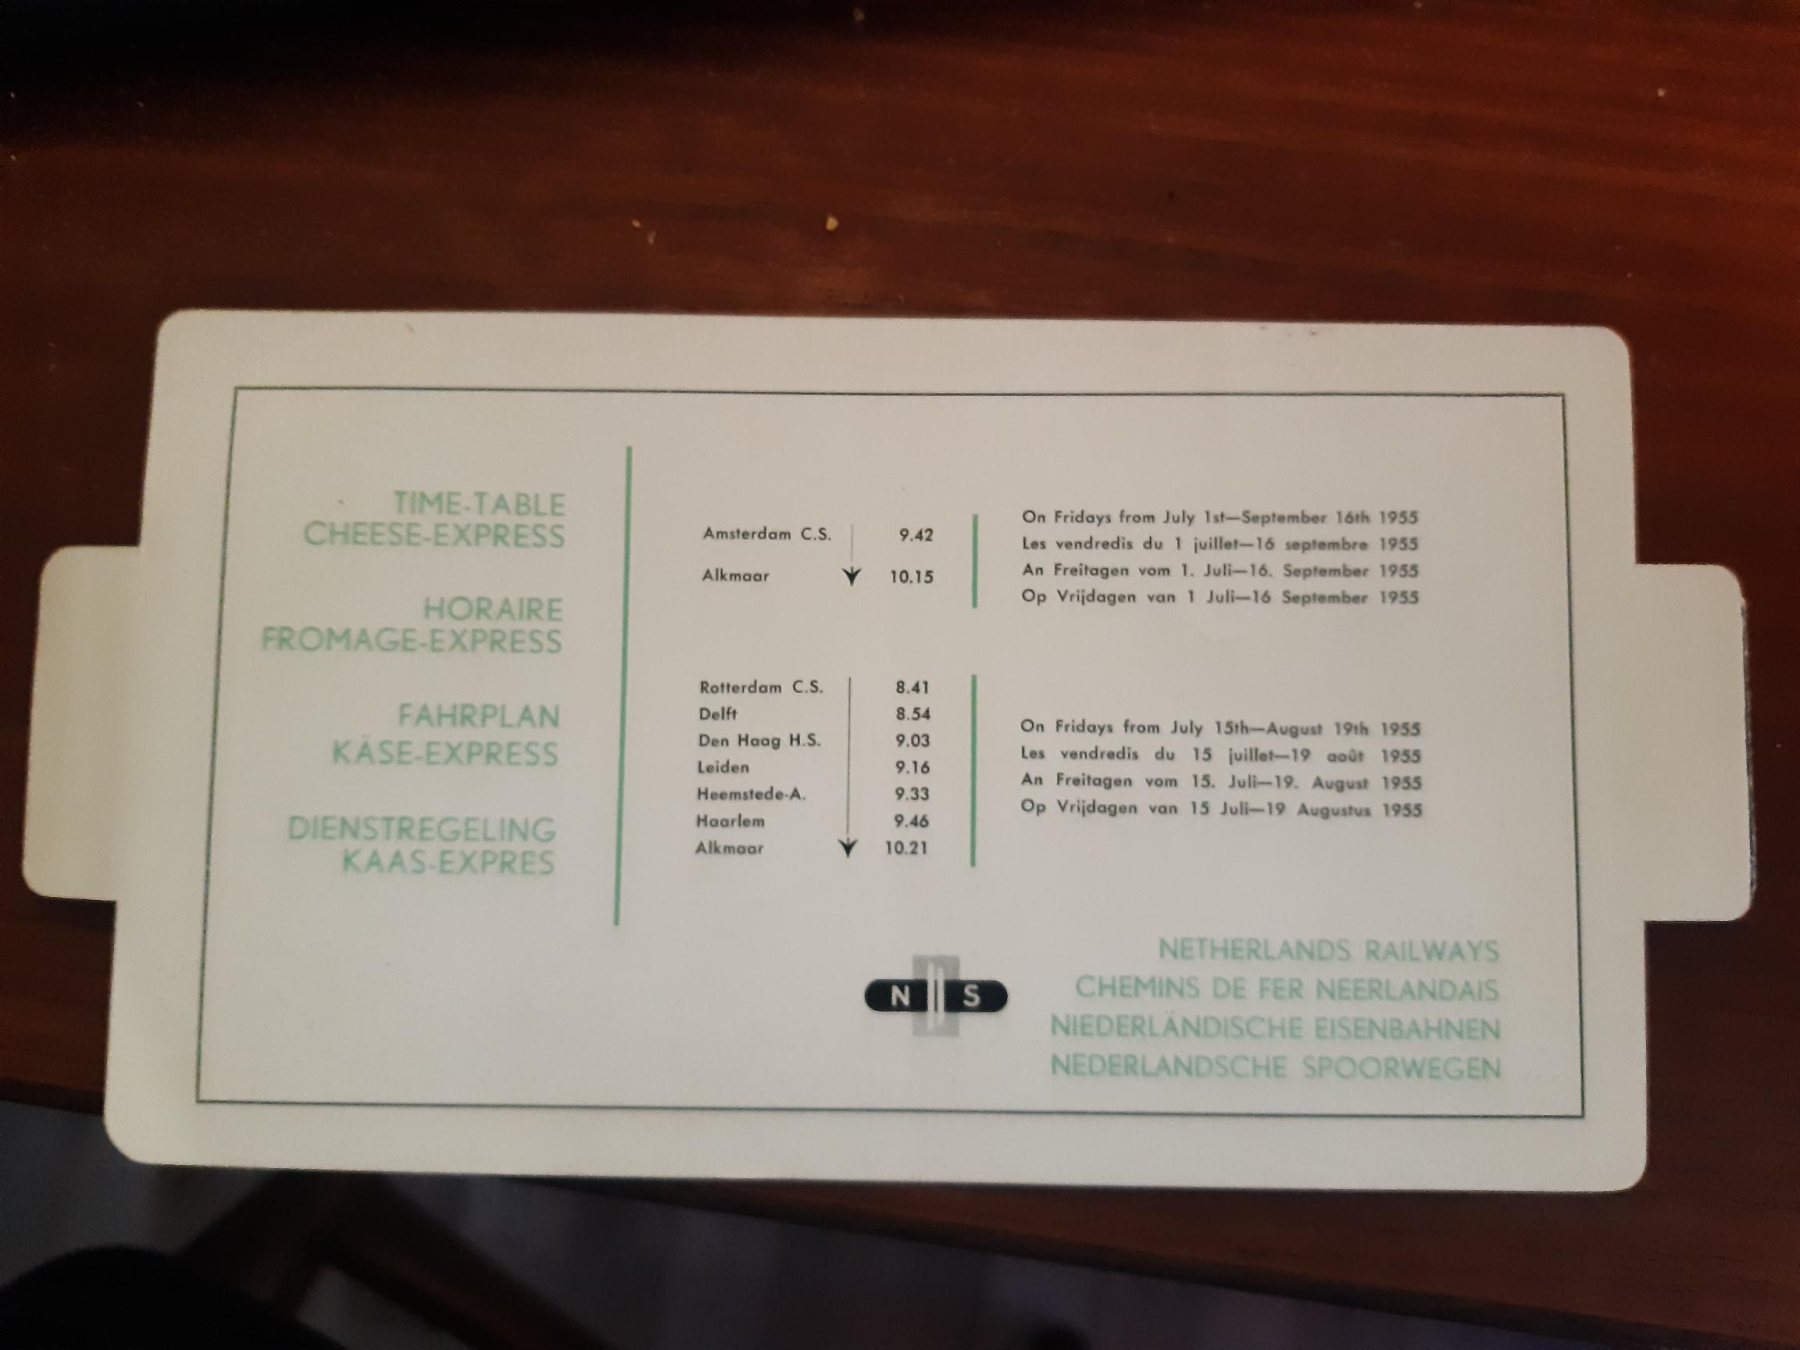 TIME-TABLE
CHEESE-EXPRESS
HORAIRE
FROMAGE-EXPRESS
FAHRPLAN
KÄSE-EXPRESS
DIENSTREGELING
KAAS-EXPRES
Amsterdam C.S. 9.42
Alkmaar 10.15
On Fridays from July 1st—September 16th 1955
Les vendredis du 1 juillet—16 septembre 1955
An Freitagen vom 1. Juli—16. September 1955
Op Vrijdagen van 1 Juli—16 September 1955
Rotterdam C.S. 8.41
Delft 8.54
Den Haag H.S. 9.03
Leiden 9.16
Heemstede-A. 9.33
Haarlem 9.46
Alkmaar 10.21
On Fridays from July 15th—August 19th 1955
Les vendredis du 15 juillet—19 août 1955
An Freitagen vom 15. Juli—19. August 1955
Op Vrijdagen van 15 Juli—19 Augustus 1955
N S
NETHERLANDS RAILWAYS
CHEMINS DE FER NEERLANDAIS
NIEDERLÄNDISCHE EISENBAHNEN
NEDERLANDSCHE SPOORWEGEN